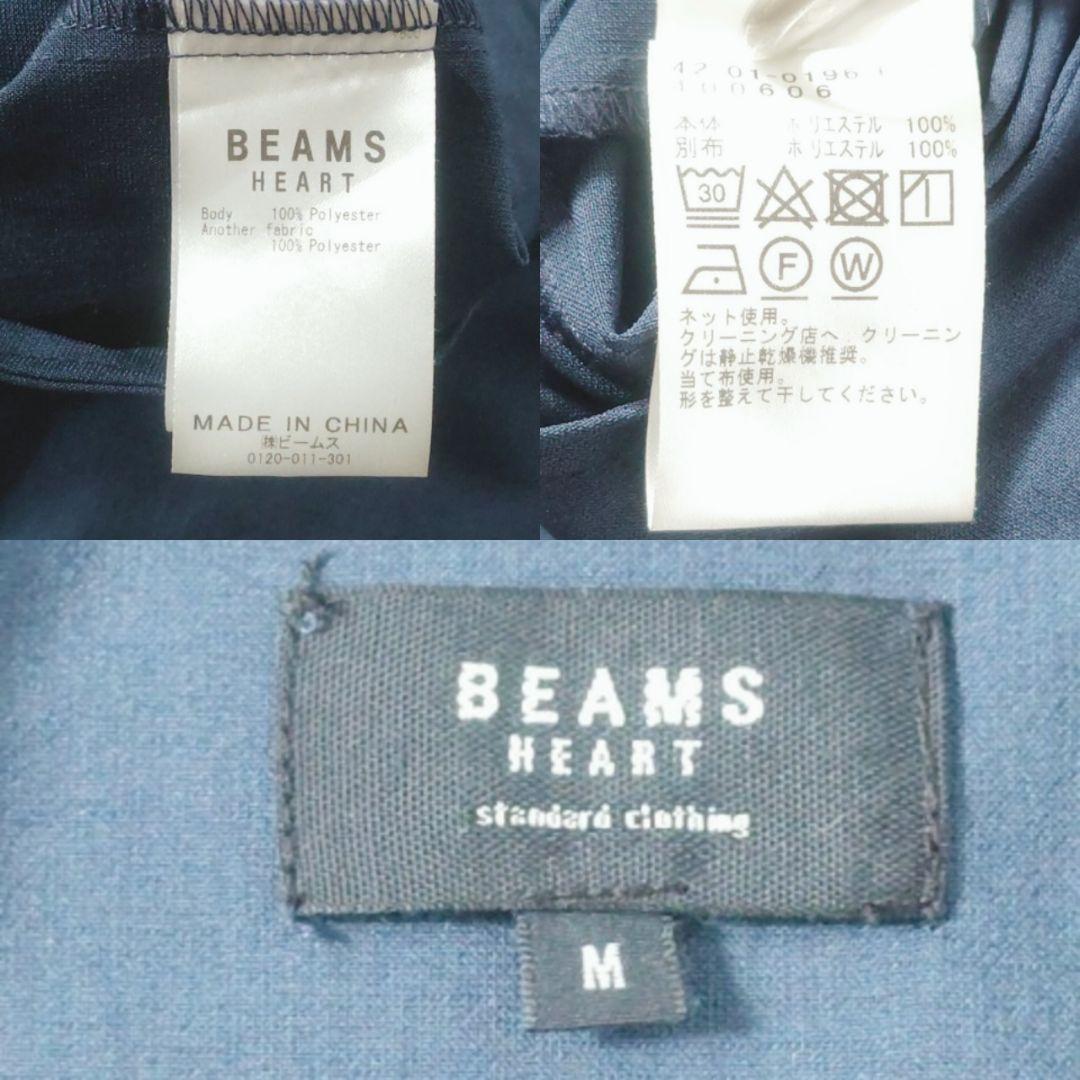 BEAMS
HEART
Body 100% Polyester
Another fabric
100% Polyester
MADE IN CHINA
㈱ビームス
0120-011-301
42 01-0196
100606
本体 ポリエステル 100%
別布 ポリエステル 100%
30
F W
ネット使用。
クリーニング店へ クリーニン
グは静止乾燥機推奨。
当て布使用。
形を整えて干してください。
BEAMS
HEART
standard clothing
M